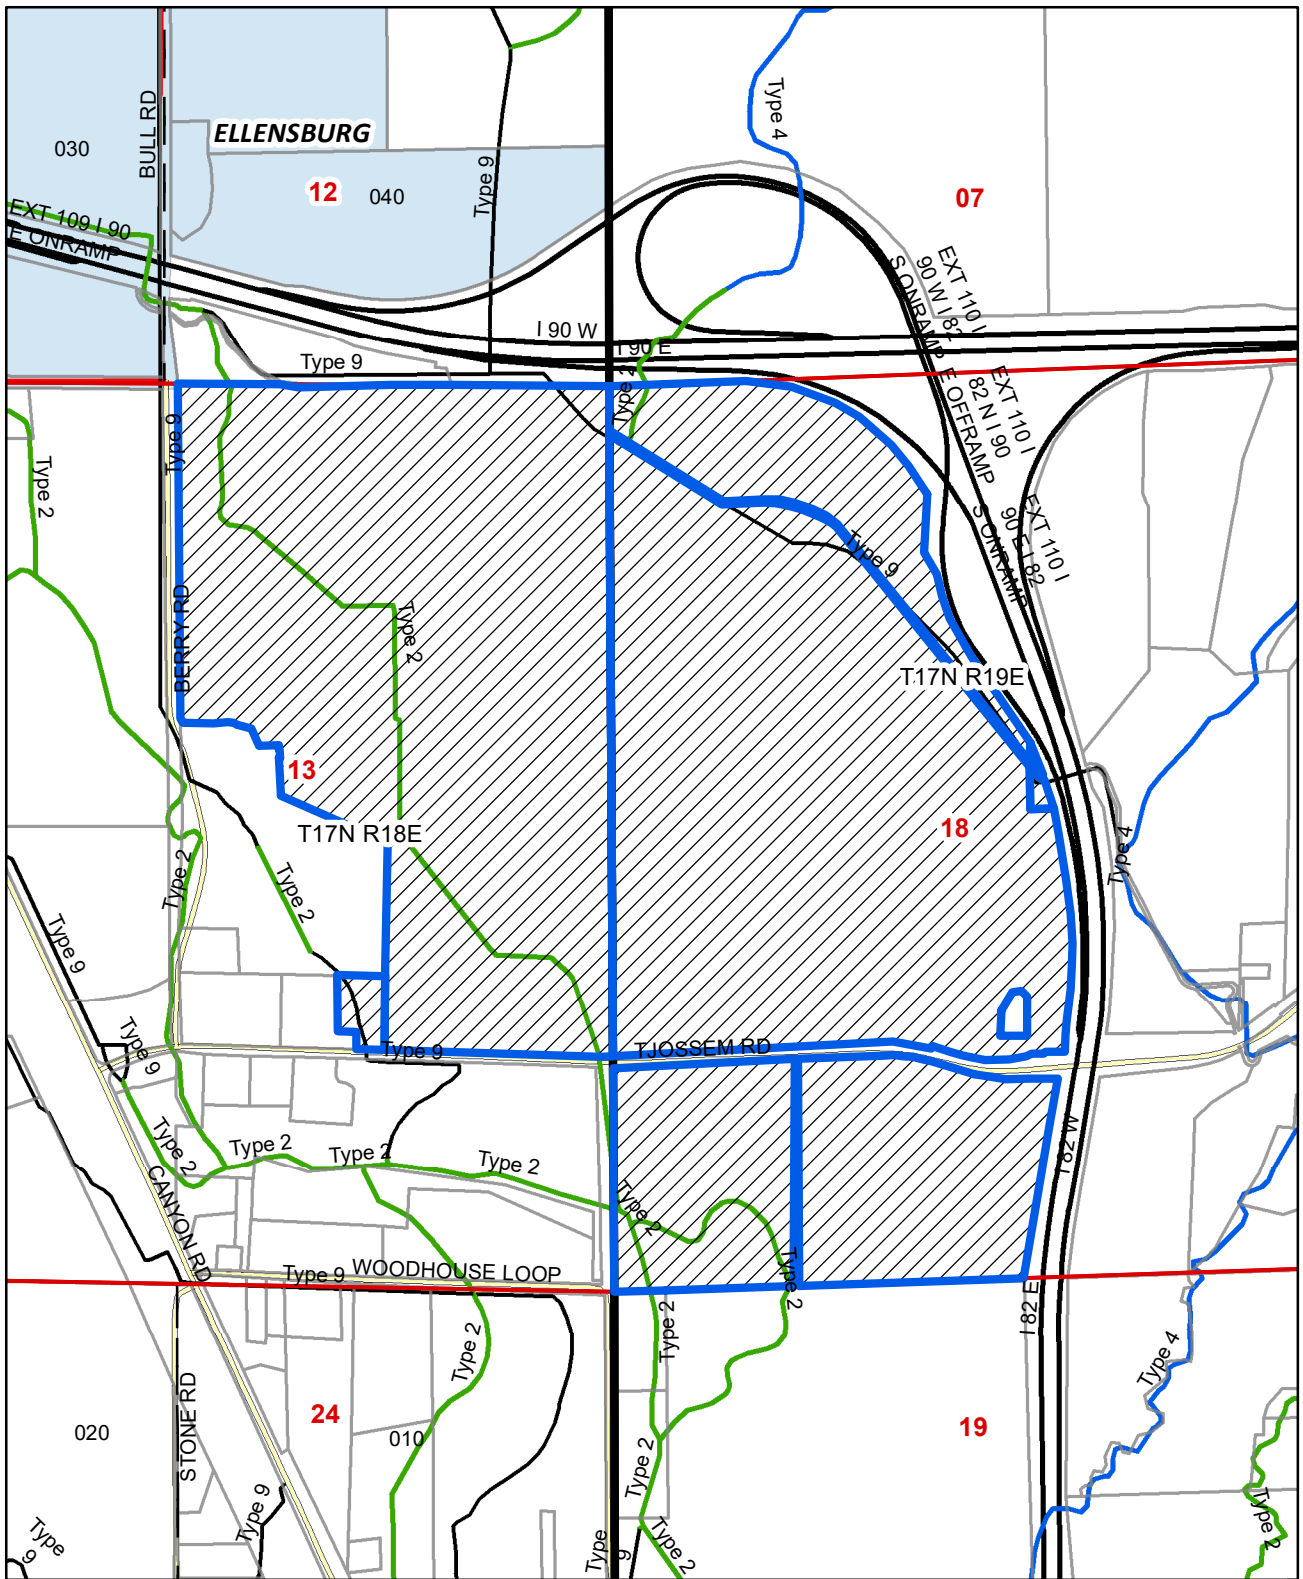 Type 4
BULL RD
ELLENSBURG
030
Type 9
12
040
07
EXT 109 I 90
E ONRAMP
EXT 110 I
90 W I 82
S ONRAMP
I 90 W
I 90 E
Type 9
Type 2
E OFFRAMP
EXT 110 I
82 N I 90
Type 9
Type 2
EXT 110 I
90 E I 82
S ONRAMP
Type 9
BERRY RD
Type 2
T17N R19E
13
T17N R18E
18
Type 4
Type 2
Type 2
Type 9
Type 9
Type 9
TJOSSEM RD
Type 2
Type 2
Type 2
Type 2
I 82 W
CANYON RD
Type 2
Type 9
WOODHOUSE LOOP
Type 2
I 82 E
Type 2
Type 2
Type 4
STONE RD
24
19
020
010
Type 2
Type 9
Type 9
Type 9
Type 2
Type 2